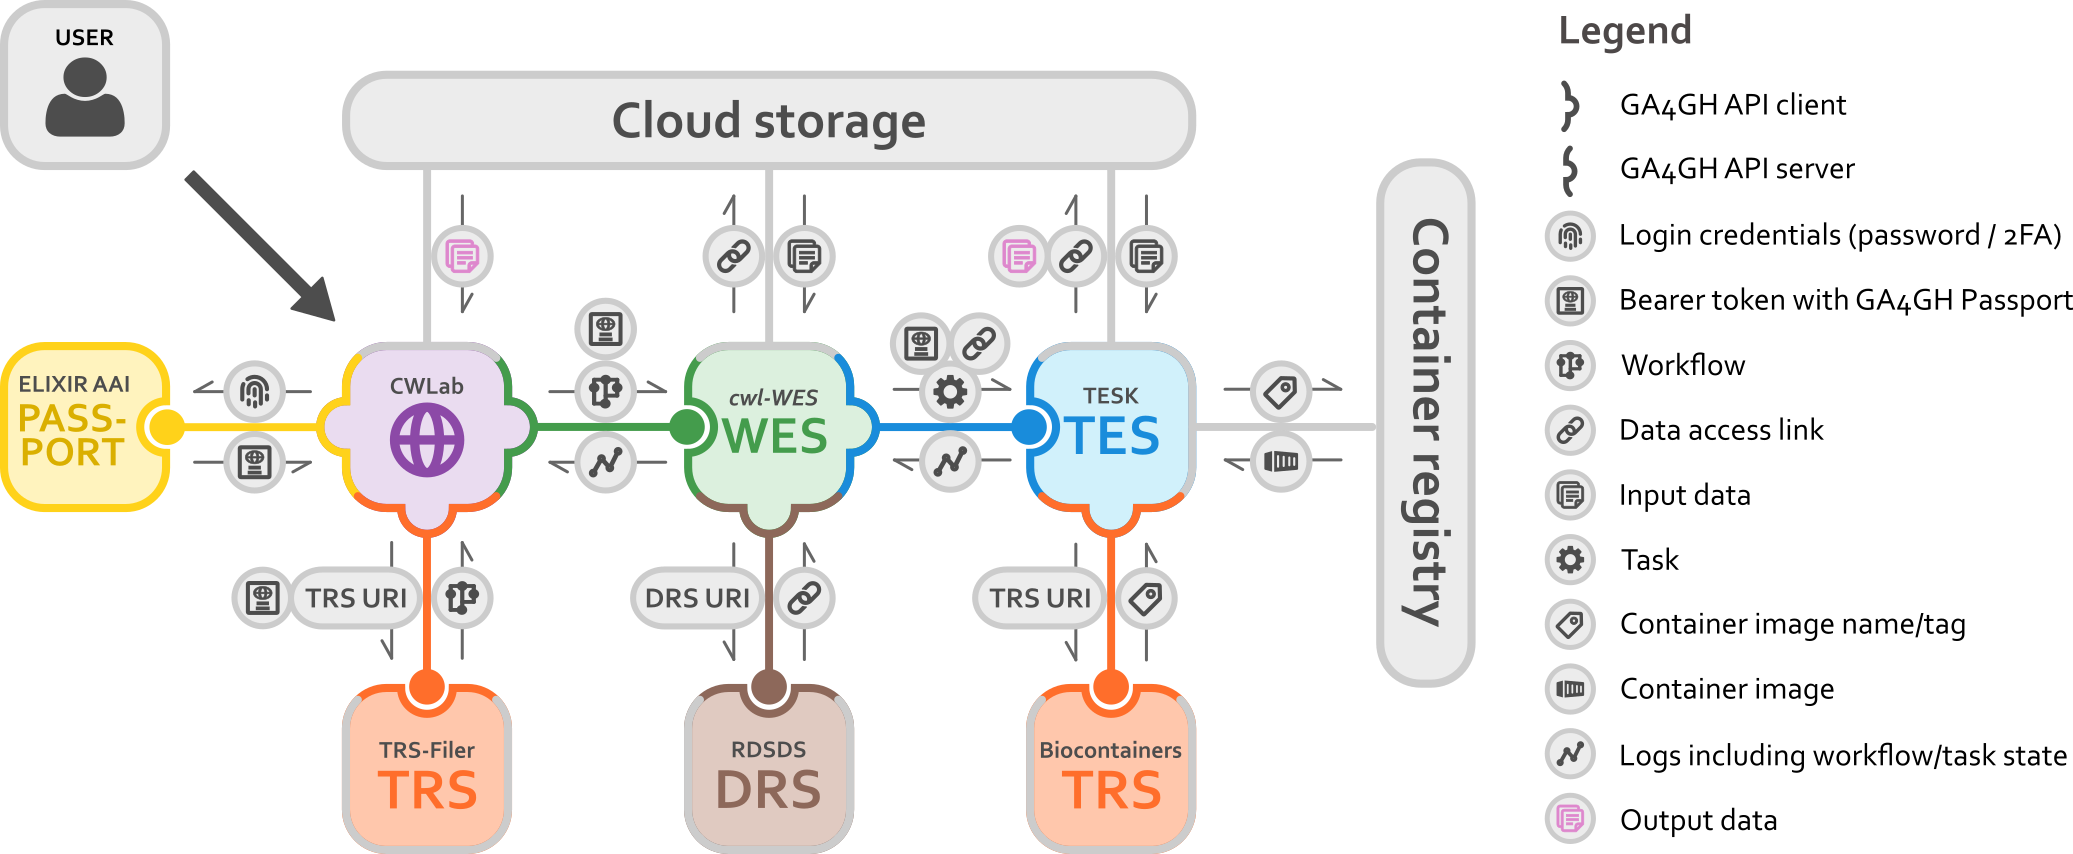 USER
Cloud storage
Container registry
ELIXIR AAI
PASS-
PORT
CWLab
cwl-WES
WES
TESK
TES
TRS URI
DRS URI
TRS URI
TRS-Filer
TRS
RDSDS
DRS
Biocontainers
TRS
Legend
GA4GH API client
GA4GH API server
Login credentials (password / 2FA)
Bearer token with GA4GH Passport
Workflow
Data access link
Input data
Task
Container image name/tag
Container image
Logs including workflow/task state
Output data